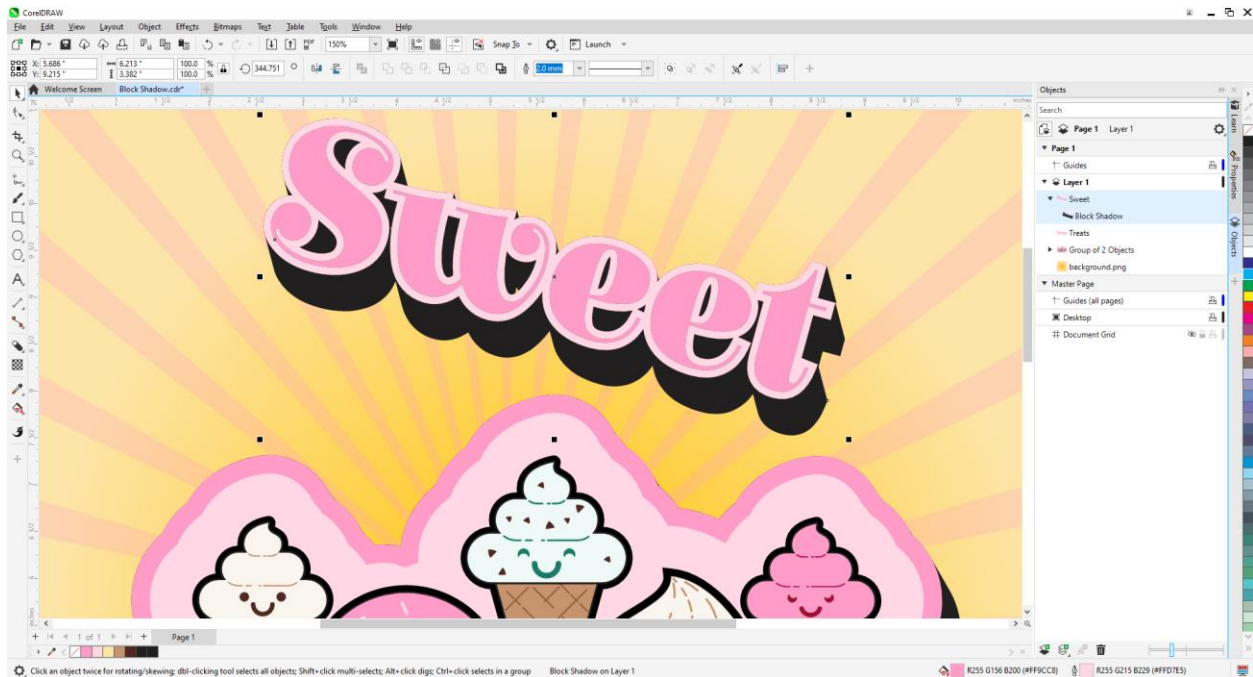 CorelDRAW
File Edit View Layout Object Effects Bitmaps Text Table Tools Window Help
PDF 150% Snap To Launch
X: 5.686 " 6.213 " 100.0 % 344.751 ° 2.0 mm
Y: 9.215 " 3.382 " 100.0 %
Welcome Screen Block Shadow.cdr*
inches
Sweet
Objects
Search
Page 1 Layer 1
Page 1
Guides
Layer 1
Sweet
Block Shadow
Treats
Group of 2 Objects
background.png
Master Page
Guides (all pages)
Desktop
Document Grid
Learn
Properties
Objects
1 of 1 Page 1
Click an object twice for rotating/skewing; dbl-clicking tool selects all objects; Shift+click multi-selects; Alt+click digs; Ctrl+click selects in a group Block Shadow on Layer 1 R255 G156 B200 (#FF9CC8) R255 G215 B229 (#FFD7E5)